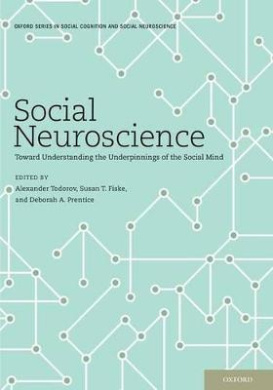 OXFORD SERIES IN SOCIAL COGNITION AND SOCIAL NEUROSCIENCE
Social
Neuroscience
Toward Understanding the Underpinnings of the Social Mind
EDITED BY
Alexander Todorov, Susan T. Fiske,
and Deborah A. Prentice
OXFORD